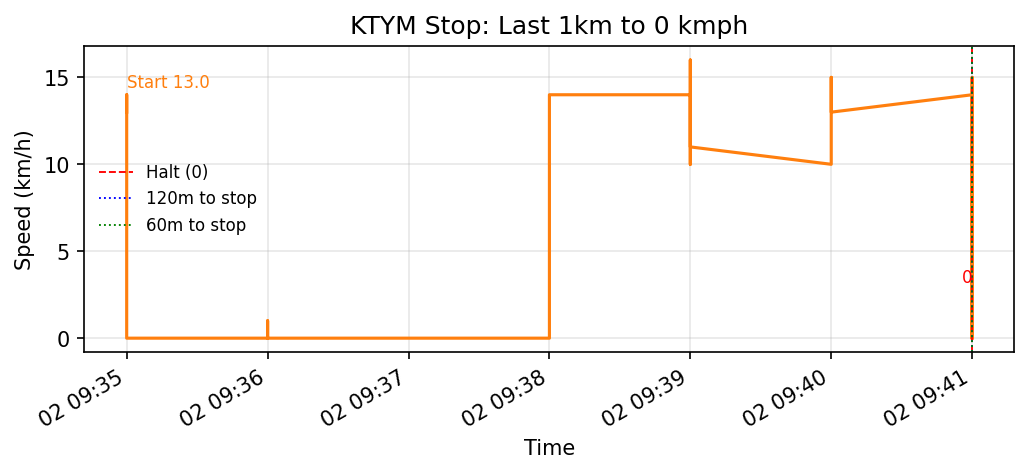 KTYM Stop: Last 1km to 0 kmph
Speed (km/h)
15
10
5
0
Start 13.0
Halt (0)
120m to stop
60m to stop
0
02 09:35
02 09:36
02 09:37
02 09:38
02 09:39
02 09:40
02 09:41
Time